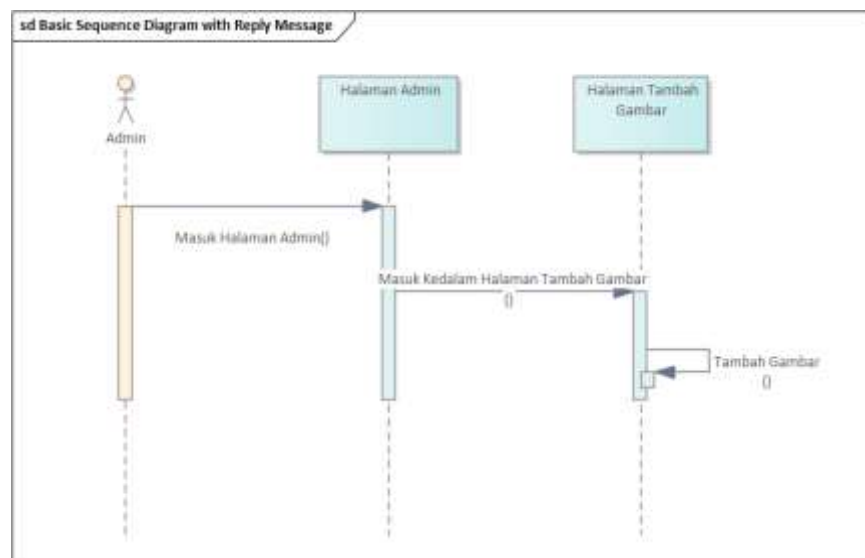 sd Basic Sequence Diagram with Reply Message
Admin
Halaman Admin
Halaman Tambah
Gambar
Masuk Halaman Admin()
Masuk Kedalam Halaman Tambah Gambar
()
Tambah Gambar
()